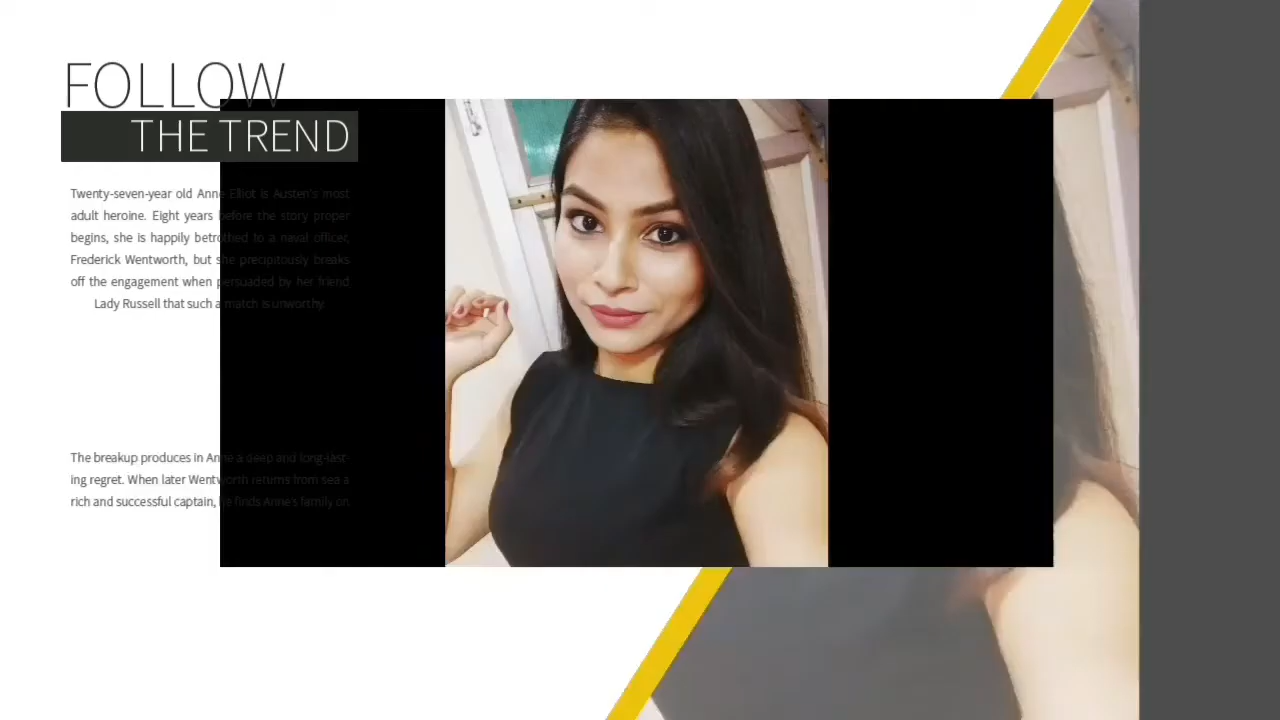 FOLLOW
THE TREND
Twenty-seven-year old Anne Elliot is Austen's most
adult heroine. Eight years before the story proper
begins, she is happily betrothed to a naval officer,
Frederick Wentworth, but she precipitously breaks
off the engagement when persuaded by her friend
Lady Russell that such a match is unworthy.
The breakup produces in Anne a deep and long-last-
ing regret. When later Wentworth returns from sea a
rich and successful captain, he finds Anne's family on